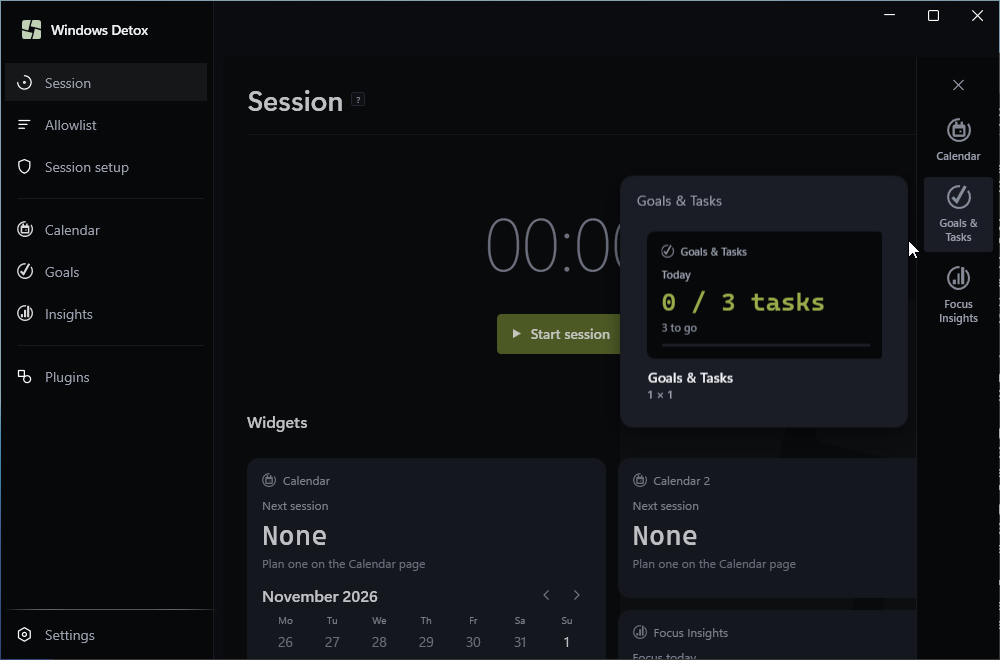 Windows Detox
Session
Allowlist
Session setup
Calendar
Goals
Insights
Plugins
Settings
Session ?
00:00
Start session
Widgets
Calendar
Next session
None
Plan one on the Calendar page
November 2026
Mo Tu We Th Fr Sa Su
26 27 28 29 30 31 1
Calendar 2
Next session
None
Plan one on the Calendar page
Focus Insights
Focus today
Goals & Tasks
Goals & Tasks
Today
0 / 3 tasks
3 to go
Goals & Tasks
1 × 1
Calendar
Goals &
Tasks
Focus
Insights